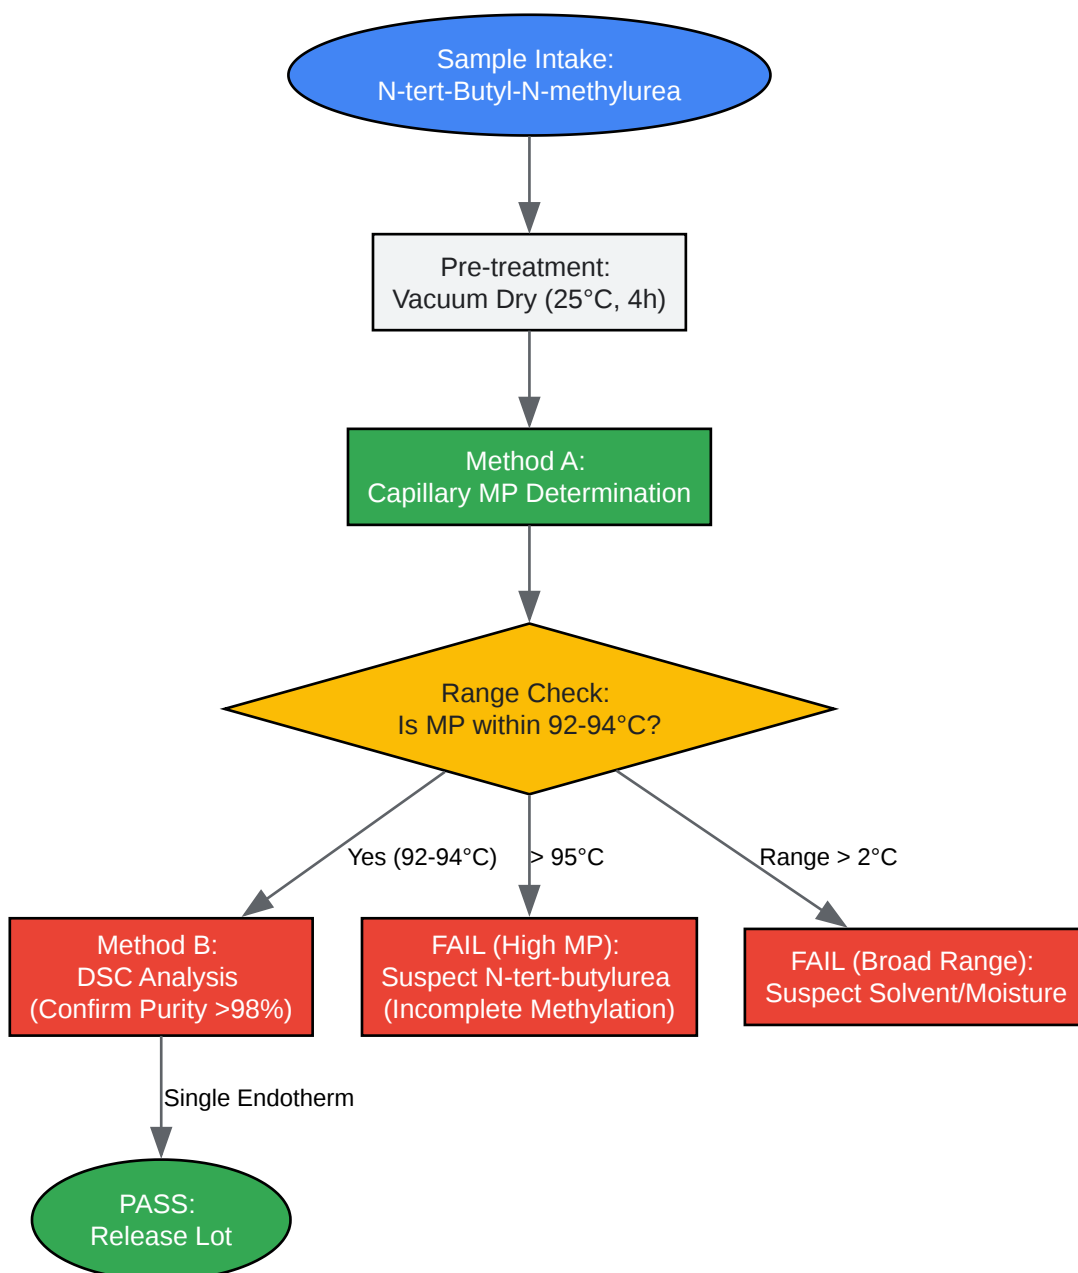 Sample Intake:
N-tert-Butyl-N-methylurea
Pre-treatment:
Vacuum Dry (25°C, 4h)
Method A:
Capillary MP Determination
Range Check:
Is MP within 92-94°C?
Yes (92-94°C)
> 95°C
Range > 2°C
Method B:
DSC Analysis
(Confirm Purity >98%)
FAIL (High MP):
Suspect N-tert-butylurea
(Incomplete Methylation)
FAIL (Broad Range):
Suspect Solvent/Moisture
Single Endotherm
PASS:
Release Lot